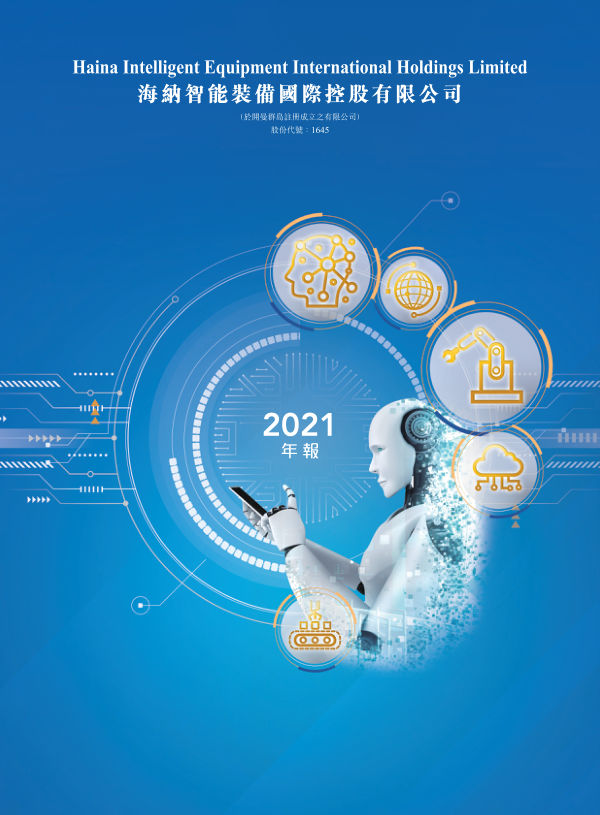 Haina Intelligent Equipment International Holdings Limited
海納智能裝備國際控股有限公司
(於開曼群島註冊成立之有限公司)
股份代號：1645
2021
年報